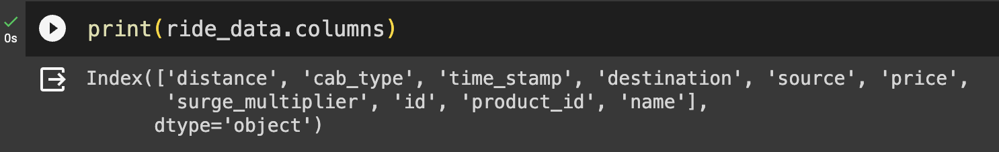 print(ride_data.columns)
0s
Index(['distance', 'cab_type', 'time_stamp', 'destination', 'source', 'price',
'surge_multiplier', 'id', 'product_id', 'name'],
dtype='object')